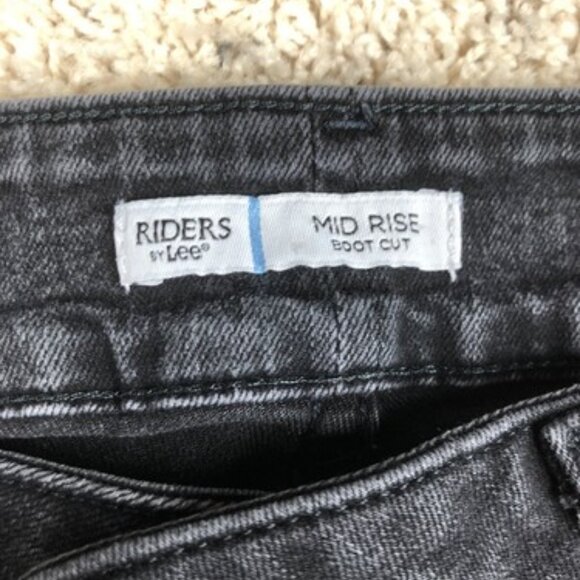 RIDERS
BY Lee®
MID RISE
BOOT CUT